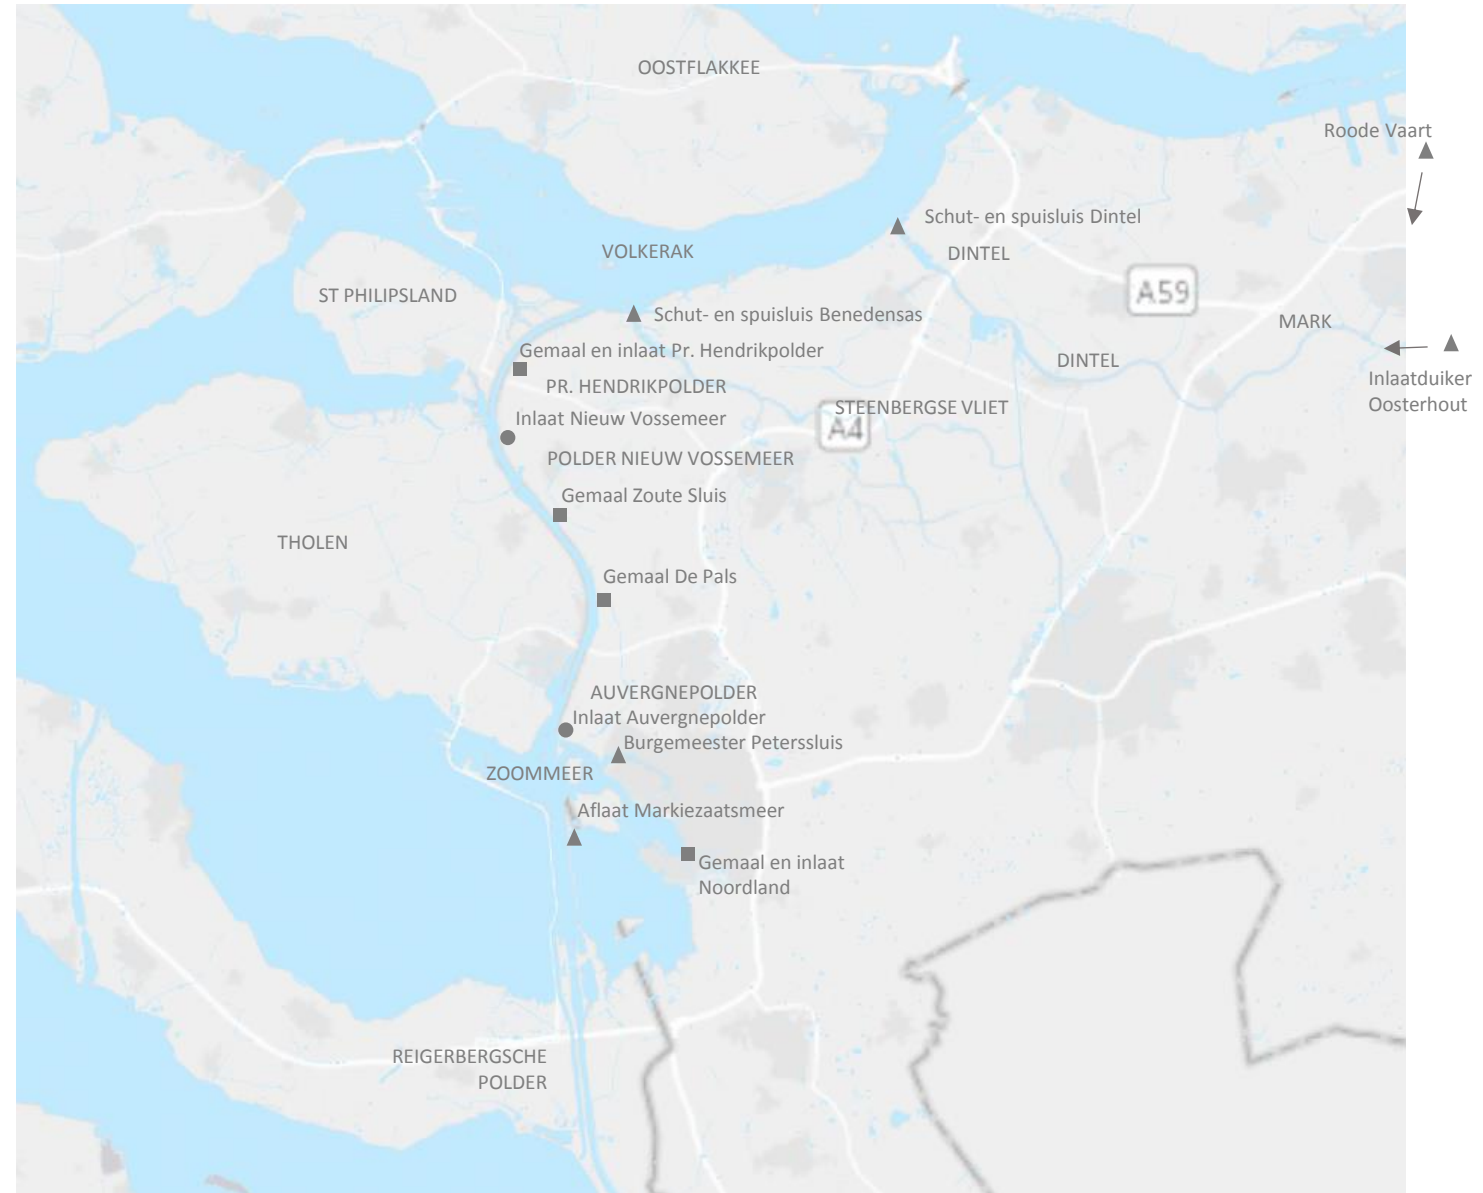 OOSTFLAKKEE
Roode Vaart
Schut- en spuisluis Dintel
VOLKERAK
DINTEL
ST PHILIPSLAND
A59
Schut- en spuisluis Benedensas
MARK
Gemaal en inlaat Pr. Hendrikpolder
DINTEL
Inlaatduiker
Oosterhout
PR. HENDRIKPOLDER
STEENBERGSE VLIET
Inlaat Nieuw Vossemeer
A4
POLDER NIEUW VOSSEMEER
Gemaal Zoute Sluis
THOLEN
Gemaal De Pals
AUVERGNEPOLDER
Inlaat Auvergnepolder
Burgemeester Peterssluis
ZOOMMEER
Aflaat Markiezaatsmeer
Gemaal en inlaat
Noordland
REIGERBERGSCHE
POLDER